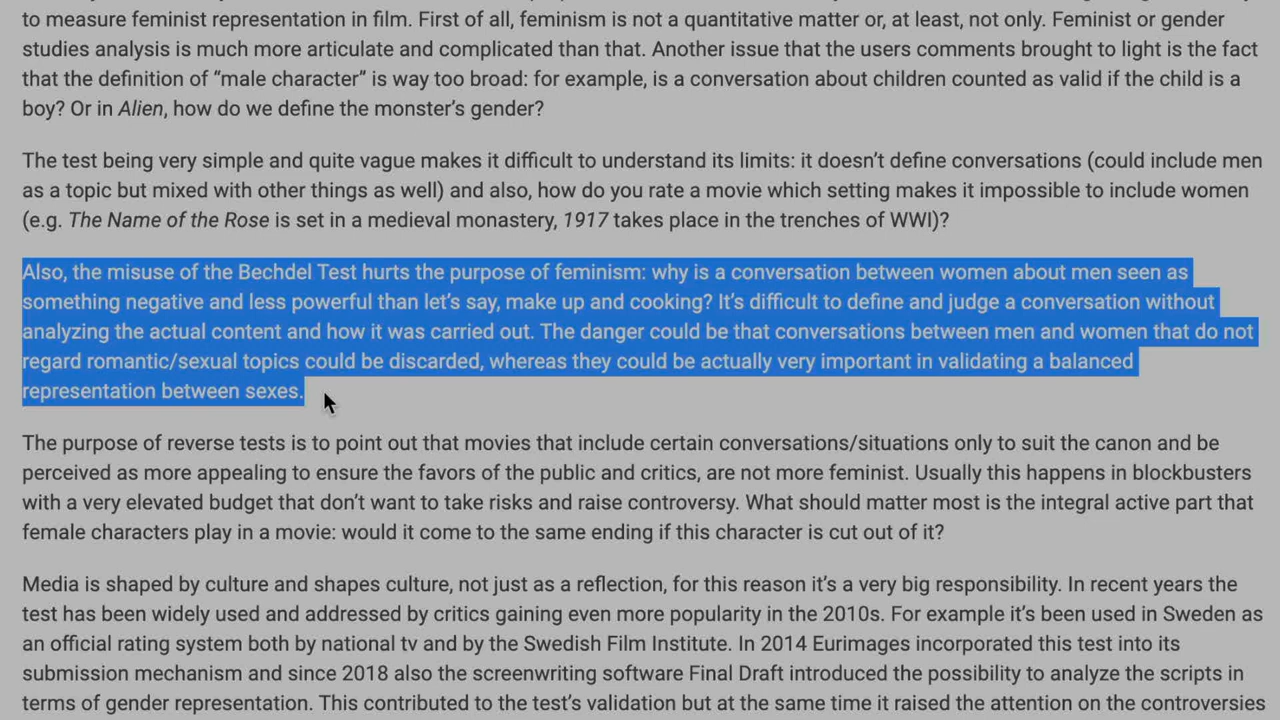 to measure feminist representation in film. First of all, feminism is not a quantitative matter or, at least, not only. Feminist or gender
studies analysis is much more articulate and complicated than that. Another issue that the users comments brought to light is the fact
that the definition of “male character” is way too broad: for example, is a conversation about children counted as valid if the child is a
boy? Or in Alien, how do we define the monster’s gender?
The test being very simple and quite vague makes it difficult to understand its limits: it doesn’t define conversations (could include men
as a topic but mixed with other things as well) and also, how do you rate a movie which setting makes it impossible to include women
(e.g. The Name of the Rose is set in a medieval monastery, 1917 takes place in the trenches of WWI)?
Also, the misuse of the Bechdel Test hurts the purpose of feminism: why is a conversation between women about men seen as
something negative and less powerful than let’s say, make up and cooking? It’s difficult to define and judge a conversation without
analyzing the actual content and how it was carried out. The danger could be that conversations between men and women that do not
regard romantic/sexual topics could be discarded, whereas they could be actually very important in validating a balanced
representation between sexes.
The purpose of reverse tests is to point out that movies that include certain conversations/situations only to suit the canon and be
perceived as more appealing to ensure the favors of the public and critics, are not more feminist. Usually this happens in blockbusters
with a very elevated budget that don’t want to take risks and raise controversy. What should matter most is the integral active part that
female characters play in a movie: would it come to the same ending if this character is cut out of it?
Media is shaped by culture and shapes culture, not just as a reflection, for this reason it’s a very big responsibility. In recent years the
test has been widely used and addressed by critics gaining even more popularity in the 2010s. For example it’s been used in Sweden as
an official rating system both by national tv and by the Swedish Film Institute. In 2014 Eurimages incorporated this test into its
submission mechanism and since 2018 also the screenwriting software Final Draft introduced the possibility to analyze the scripts in
terms of gender representation. This contributed to the test’s validation but at the same time it raised the attention on the controversies